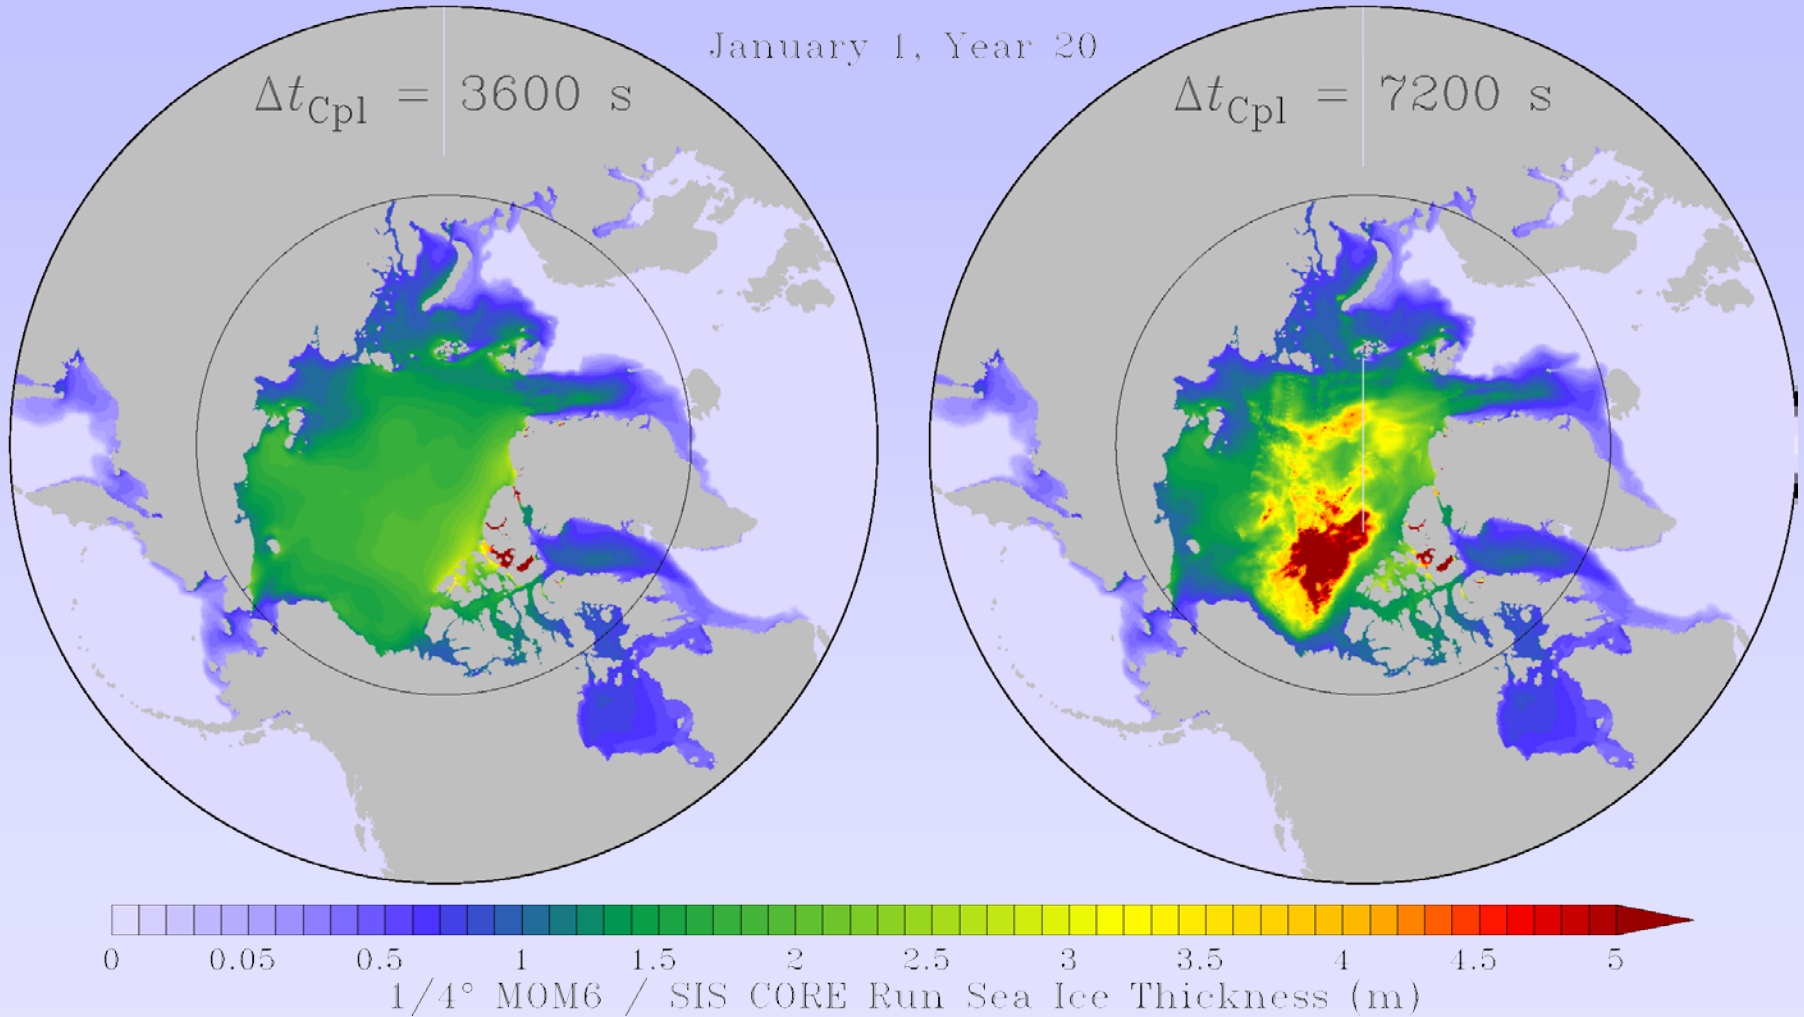 January 1, Year 20
Δt_Cpl = 3600 s
Δt_Cpl = 7200 s
0 0.05 0.5 1 1.5 2 2.5 3 3.5 4 4.5 5
1/4° MOM6 / SIS CORE Run Sea Ice Thickness (m)